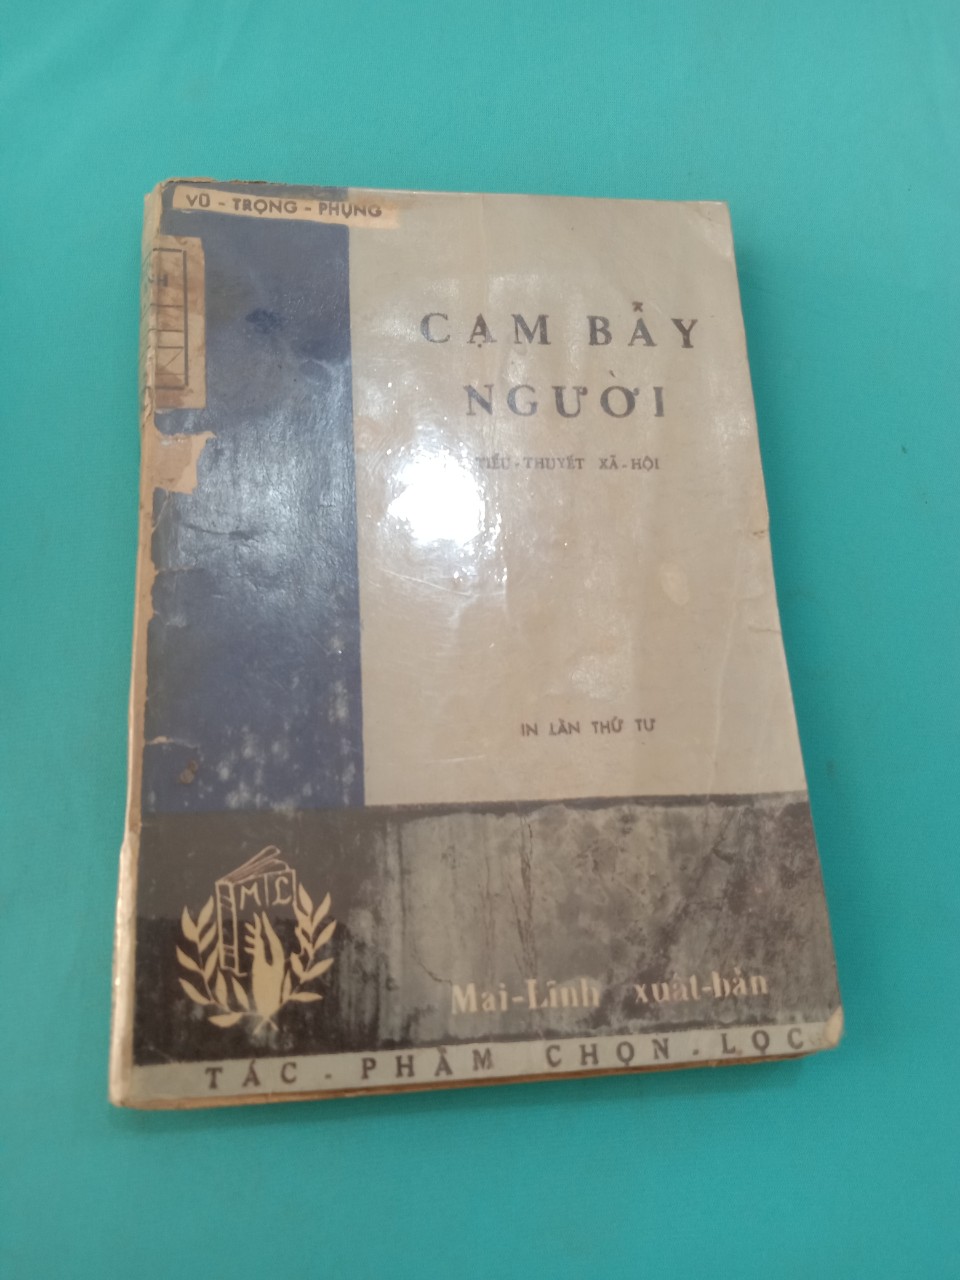 VŨ - TRỌNG - PHỤNG
CẠM BẪY
NGƯỜI
TIỂU - THUYẾT XÃ - HỘI
IN LẦN THỨ TƯ
M L
Mai-Lĩnh xuất-bản
TÁC - PHẨM CHỌN - LỌC